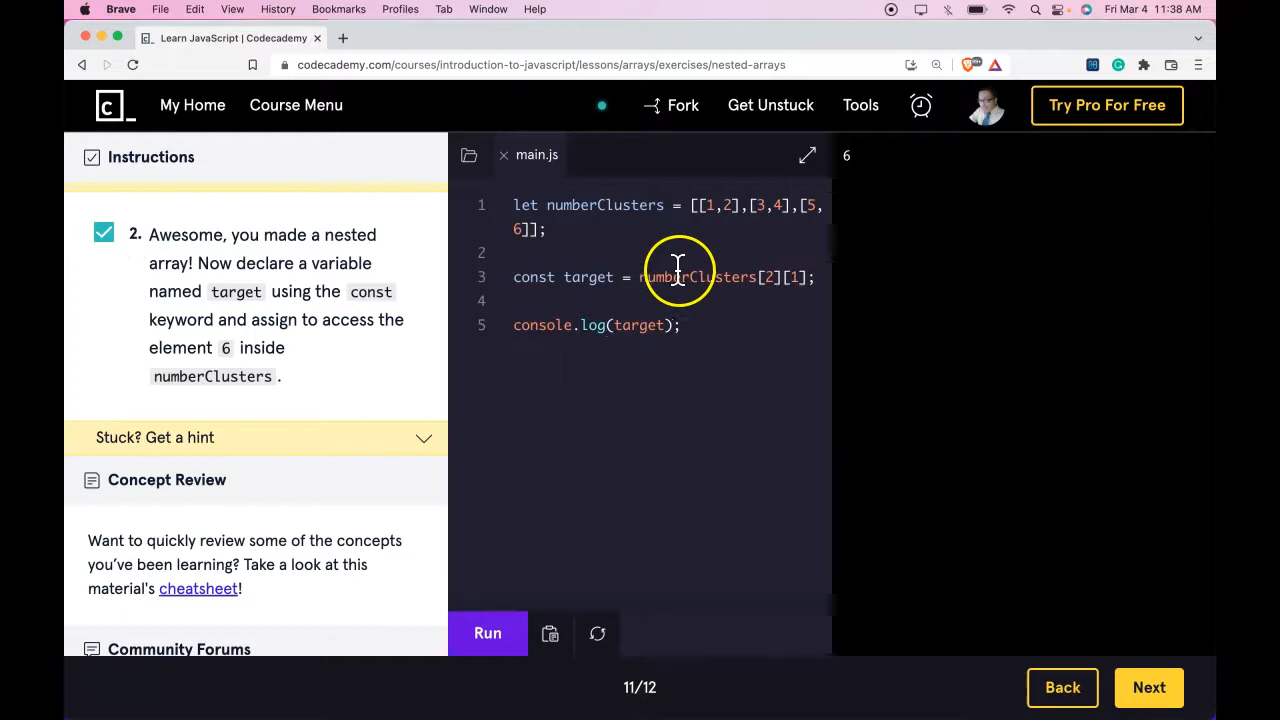 Brave File Edit View History Bookmarks Profiles Tab Window Help Fri Mar 4 11:38 AM
Learn JavaScript | Codecademy
codecademy.com/courses/introduction-to-javascript/lessons/arrays/exercises/nested-arrays
c_ My Home Course Menu Fork Get Unstuck Tools Try Pro For Free
Instructions
2. Awesome, you made a nested
array! Now declare a variable
named target using the const
keyword and assign to access the
element 6 inside
numberClusters.
Stuck? Get a hint
Concept Review
Want to quickly review some of the concepts
you've been learning? Take a look at this
material's cheatsheet!
Community Forums
main.js
1 let numberClusters = [[1,2],[3,4],[5,
6]];
2
3 const target = numberClusters[2][1];
4
5 console.log(target);
Run
6
11/12
Back
Next